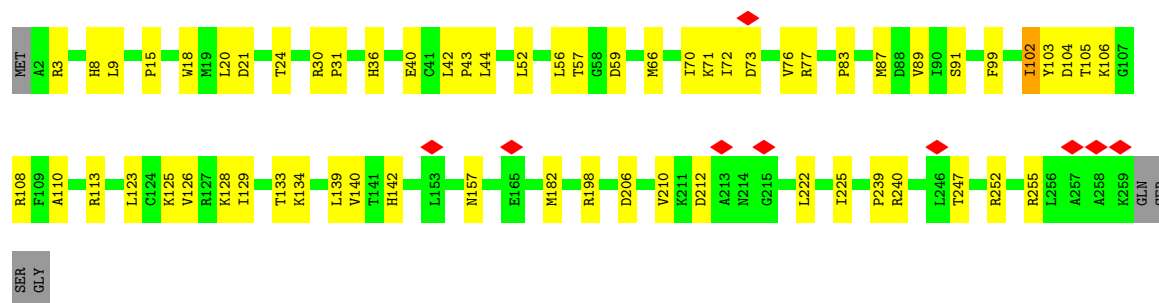 MET A2 R3 H8 L9 P15 W18 M19 L20 D21 T24 R30 P31 H36 E40 C41 L42 P43 L44 L52 L56 T57 G58 D59 M66 I70 K71 I72 D73 V76 R77 P83 M87 D88 V89 I90 S91 F99 I102 Y103 D104 T105 K106 G107
R108 F109 A110 R113 L123 C124 K125 V126 R127 K128 I129 T133 K134 L139 V140 T141 H142 L153 N157 E165 M182 R198 D206 V210 K211 D212 A213 N214 G215 L222 I225 P239 R240 L246 T247 R252 R255 L256 A257 A258 K259 GLN SER
SER GLY